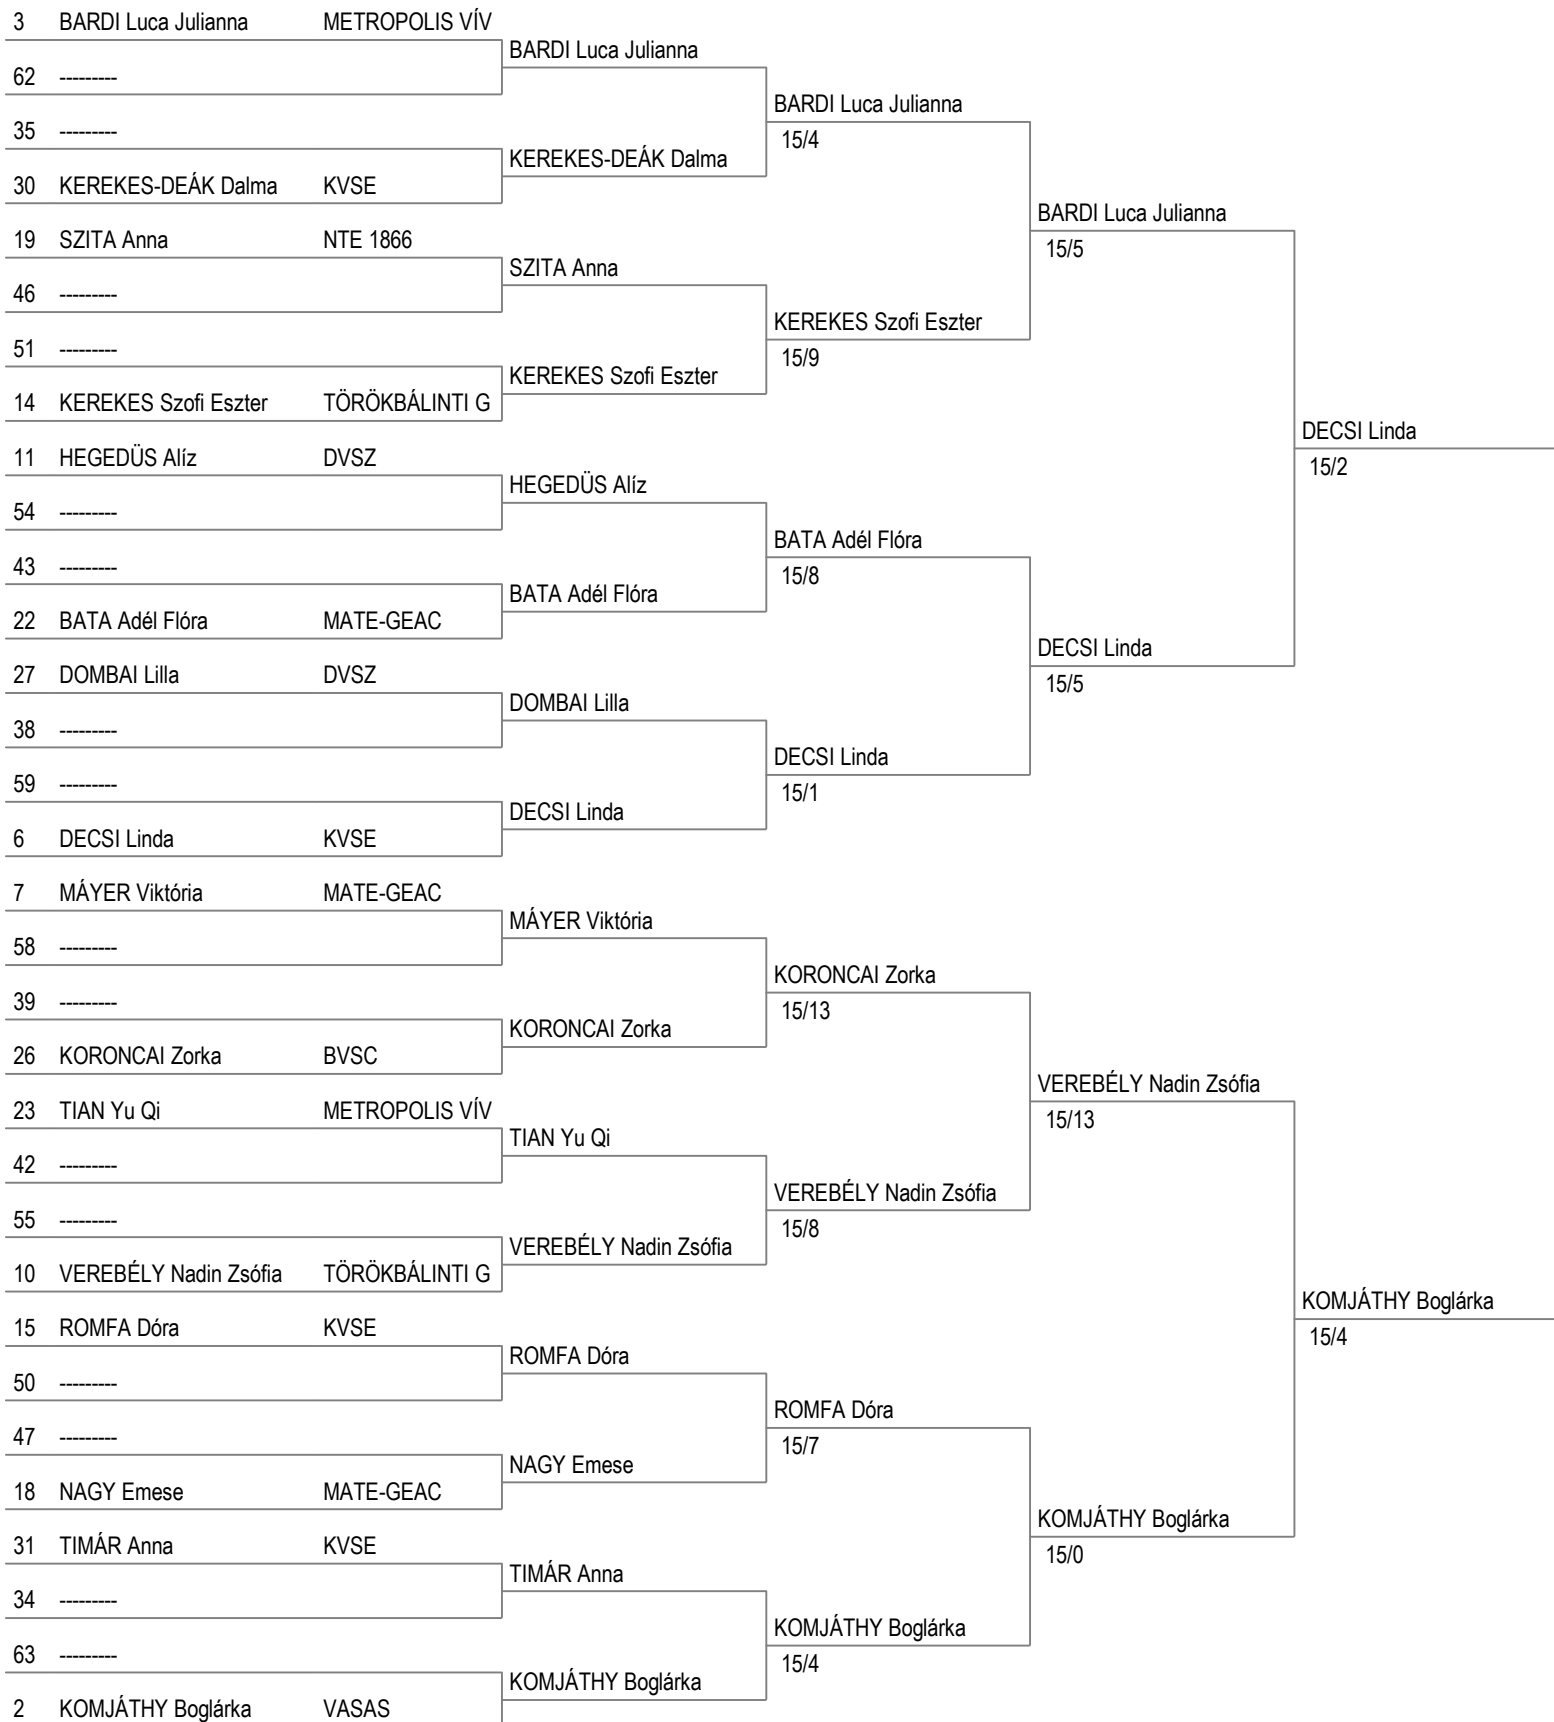 3 BARDI Luca Julianna METROPOLIS VÍV
BARDI Luca Julianna
62 ---------
BARDI Luca Julianna
35 ---------
15/4
KEREKES-DEÁK Dalma
30 KEREKES-DEÁK Dalma KVSE
BARDI Luca Julianna
19 SZITA Anna NTE 1866
15/5
SZITA Anna
46 ---------
KEREKES Szofi Eszter
51 ---------
15/9
KEREKES Szofi Eszter
14 KEREKES Szofi Eszter TÖRÖKBÁLINTI G
DECSI Linda
11 HEGEDÜS Alíz DVSZ
15/2
HEGEDÜS Alíz
54 ---------
BATA Adél Flóra
43 ---------
15/8
BATA Adél Flóra
22 BATA Adél Flóra MATE-GEAC
DECSI Linda
27 DOMBAI Lilla DVSZ
15/5
DOMBAI Lilla
38 ---------
DECSI Linda
59 ---------
15/1
DECSI Linda
6 DECSI Linda KVSE
7 MÁYER Viktória MATE-GEAC
MÁYER Viktória
58 ---------
KORONCAI Zorka
39 ---------
15/13
KORONCAI Zorka
26 KORONCAI Zorka BVSC
VEREBÉLY Nadin Zsófia
23 TIAN Yu Qi METROPOLIS VÍV
15/13
TIAN Yu Qi
42 ---------
VEREBÉLY Nadin Zsófia
55 ---------
15/8
VEREBÉLY Nadin Zsófia
10 VEREBÉLY Nadin Zsófia TÖRÖKBÁLINTI G
KOMJÁTHY Boglárka
15 ROMFA Dóra KVSE
15/4
ROMFA Dóra
50 ---------
ROMFA Dóra
47 ---------
15/7
NAGY Emese
18 NAGY Emese MATE-GEAC
KOMJÁTHY Boglárka
31 TIMÁR Anna KVSE
15/0
TIMÁR Anna
34 ---------
KOMJÁTHY Boglárka
63 ---------
15/4
KOMJÁTHY Boglárka
2 KOMJÁTHY Boglárka VASAS